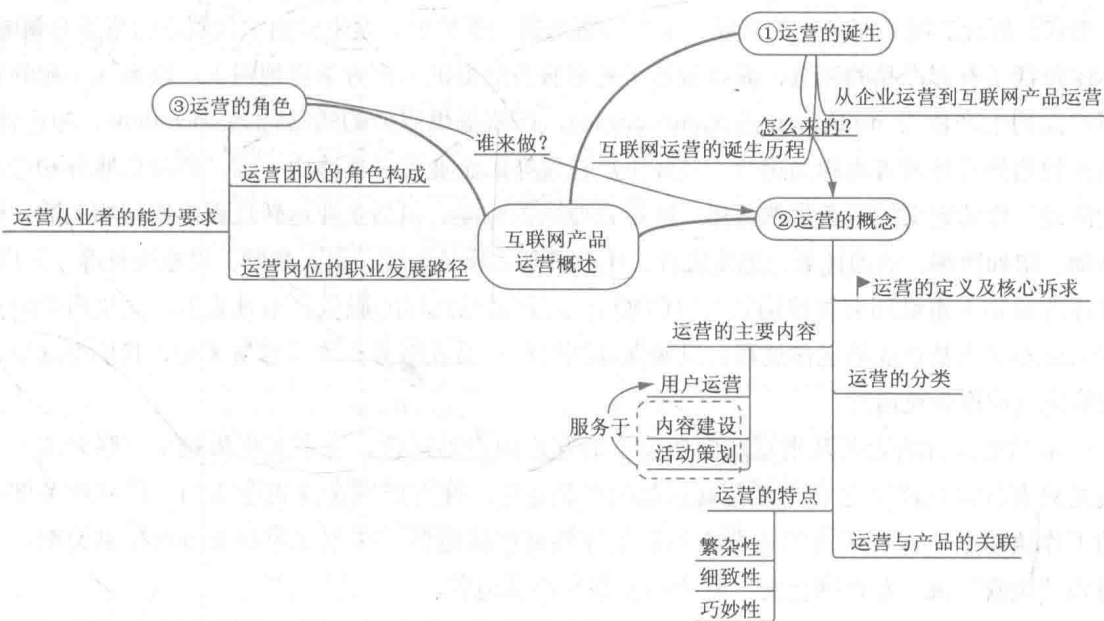 ①运营的诞生
从企业运营到互联网产品运营
怎么来的?
互联网运营的诞生历程
③运营的角色
谁来做?
运营团队的角色构成
运营从业者的能力要求
运营岗位的职业发展路径
互联网产品
运营概述
②运营的概念
运营的定义及核心诉求
运营的主要内容
运营的分类
用户运营
服务于
内容建设
活动策划
运营的特点
运营与产品的关联
繁杂性
细致性
巧妙性